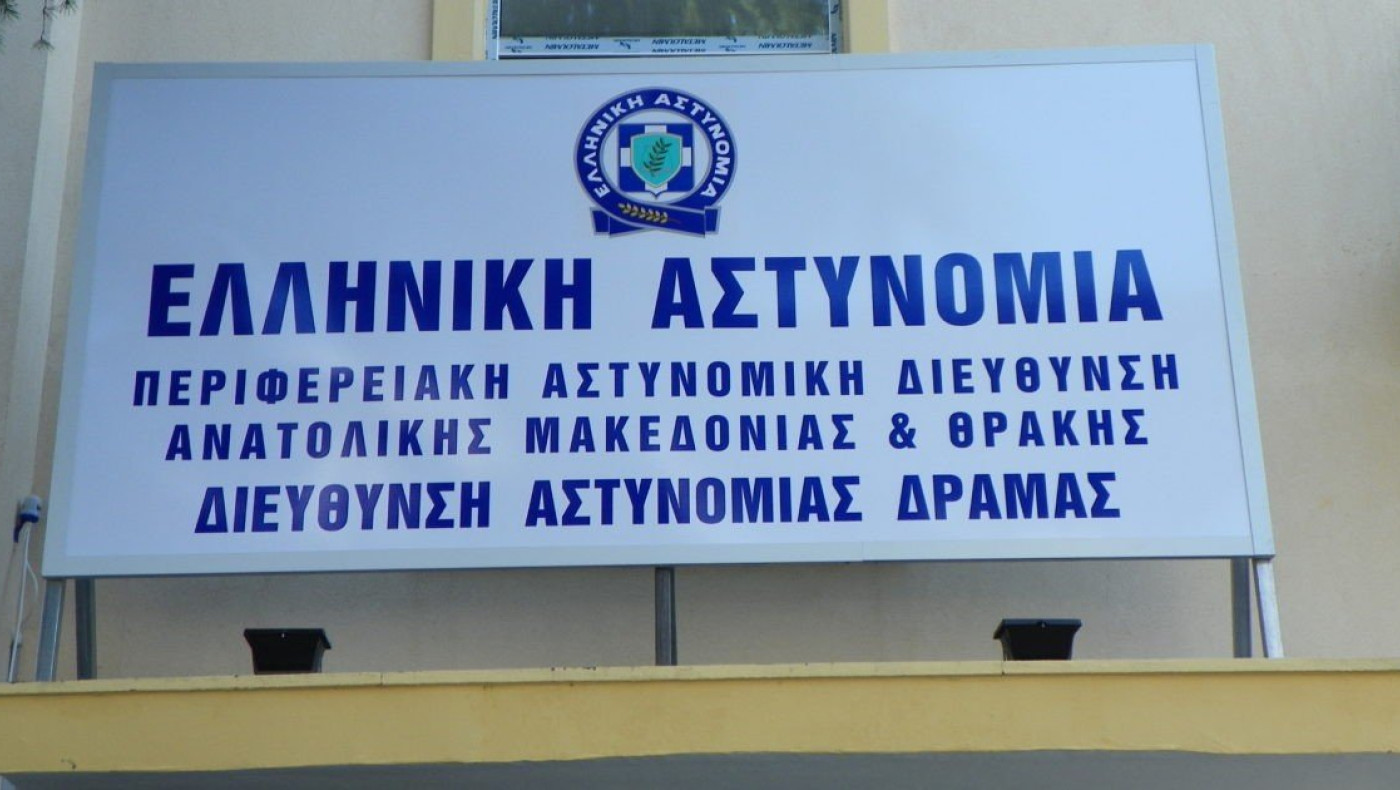 ΕΛΛΗΝΙΚΗ ΑΣΤΥΝΟΜΙΑ
ΕΛΛΗΝΙΚΗ ΑΣΤΥΝΟΜΙΑ
ΠΕΡΙΦΕΡΕΙΑΚΗ ΑΣΤΥΝΟΜΙΚΗ ΔΙΕΥΘΥΝΣΗ
ΑΝΑΤΟΛΙΚΗΣ ΜΑΚΕΔΟΝΙΑΣ & ΘΡΑΚΗΣ
ΔΙΕΥΘΥΝΣΗ ΑΣΤΥΝΟΜΙΑΣ ΔΡΑΜΑΣ